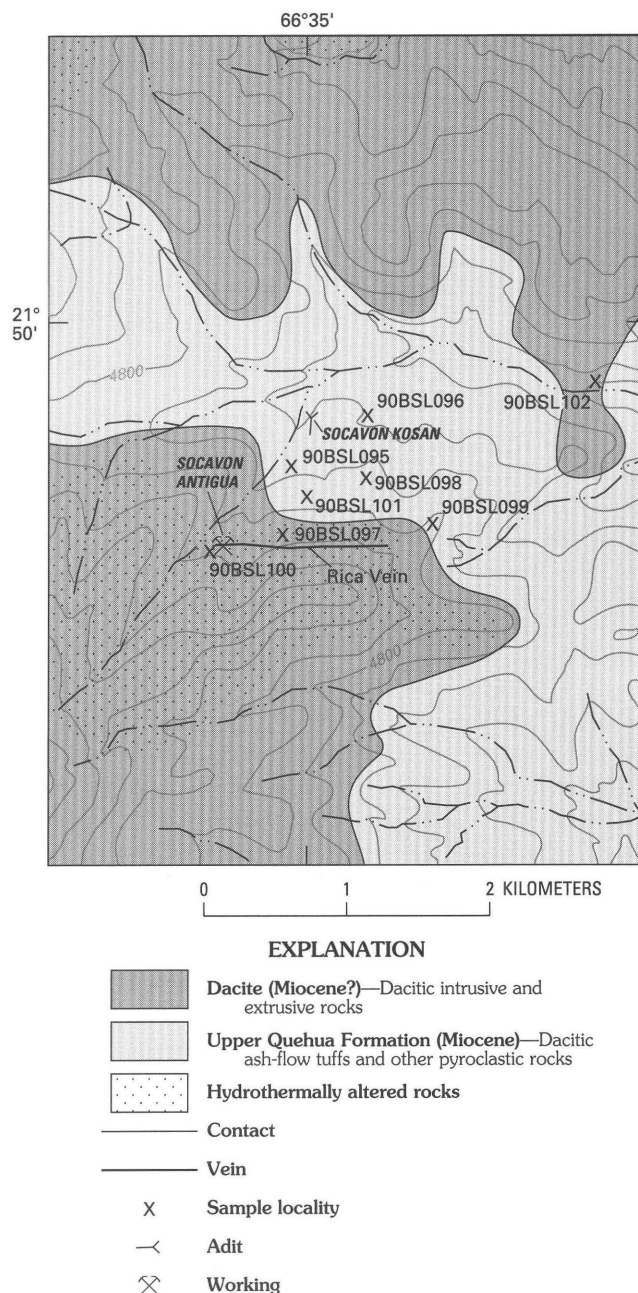 66°35'
21°
50'
4800
90BSL096
90BSL102
SOCAVON KOSAN
SOCAVON
ANTIGUA
90BSL095
90BSL098
90BSL101
90BSL099
90BSL097
90BSL100
Rica Vein
4800
0 1 2 KILOMETERS
EXPLANATION
Dacite (Miocene?)—Dacitic intrusive and
extrusive rocks
Upper Quehua Formation (Miocene)—Dacitic
ash-flow tuffs and other pyroclastic rocks
Hydrothermally altered rocks
Contact
Vein
X Sample locality
Adit
Working